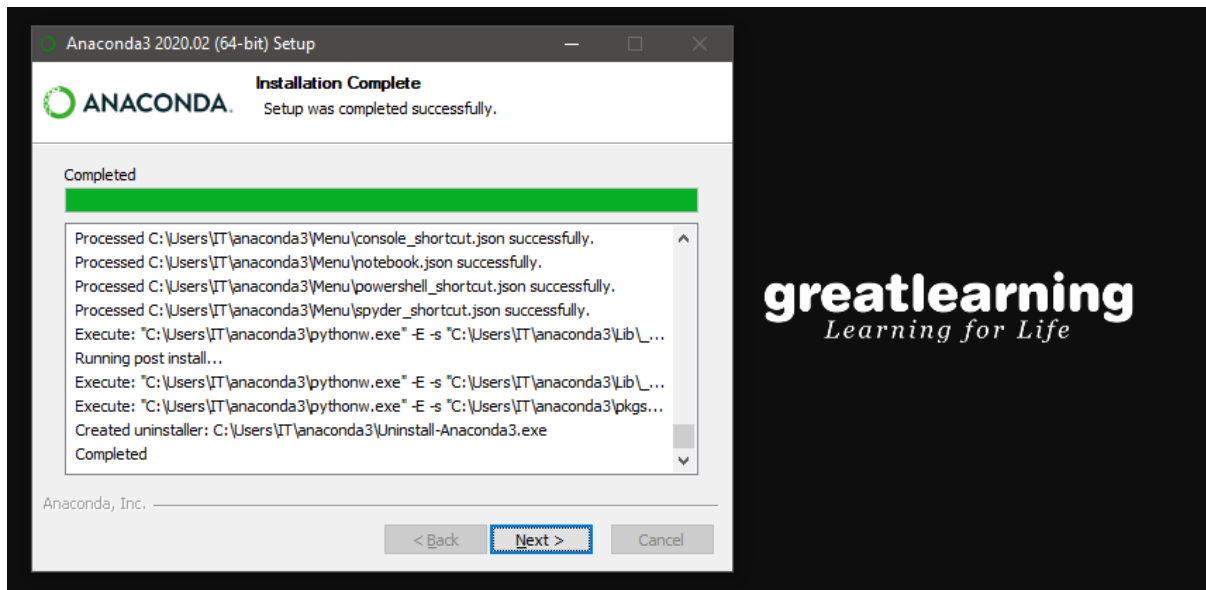 Anaconda3 2020.02 (64-bit) Setup
ANACONDA.
Installation Complete
Setup was completed successfully.
Completed
Processed C:\Users\IT\anaconda3\Menu\console_shortcut.json successfully.
Processed C:\Users\IT\anaconda3\Menu\notebook.json successfully.
Processed C:\Users\IT\anaconda3\Menu\powershell_shortcut.json successfully.
Processed C:\Users\IT\anaconda3\Menu\spyder_shortcut.json successfully.
Execute: "C:\Users\IT\anaconda3\pythonw.exe" -E -s "C:\Users\IT\anaconda3\Lib\_...
Running post install...
Execute: "C:\Users\IT\anaconda3\pythonw.exe" -E -s "C:\Users\IT\anaconda3\Lib\_...
Execute: "C:\Users\IT\anaconda3\pythonw.exe" -E -s "C:\Users\IT\anaconda3\pkgs...
Created uninstaller: C:\Users\IT\anaconda3\Uninstall-Anaconda3.exe
Completed
Anaconda, Inc.
< Back Next > Cancel
greatlearning
Learning for Life